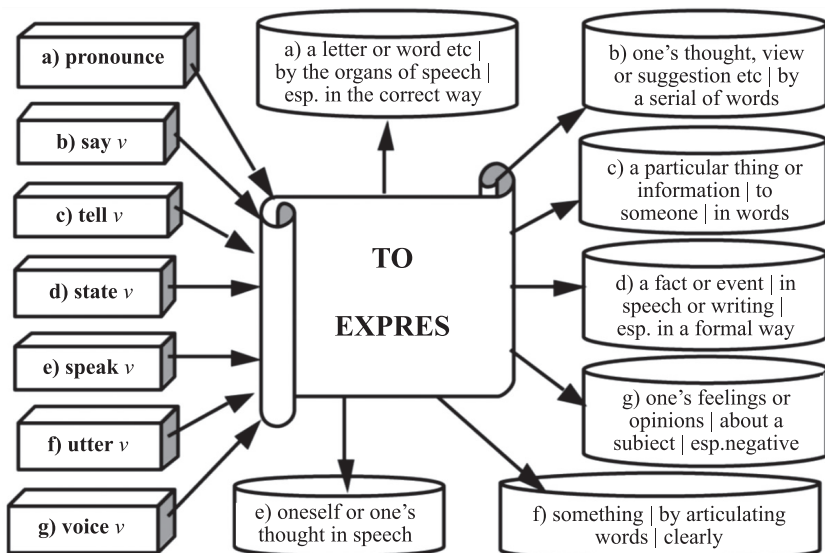 a) pronounce
b) say v
c) tell v
d) state v
e) speak v
f) utter v
g) voice v
TO
EXPRES
a) a letter or word etc |
by the organs of speech |
esp. in the correct way
b) one's thought, view
or suggestion etc | by
a serial of words
c) a particular thing or
information | to
someone | in words
d) a fact or event | in
speech or writing |
esp. in a formal way
g) one's feelings or
opinions | about a
subiect | esp.negative
e) oneself or one's
thought in speech
f) something | by articulating
words | clearly